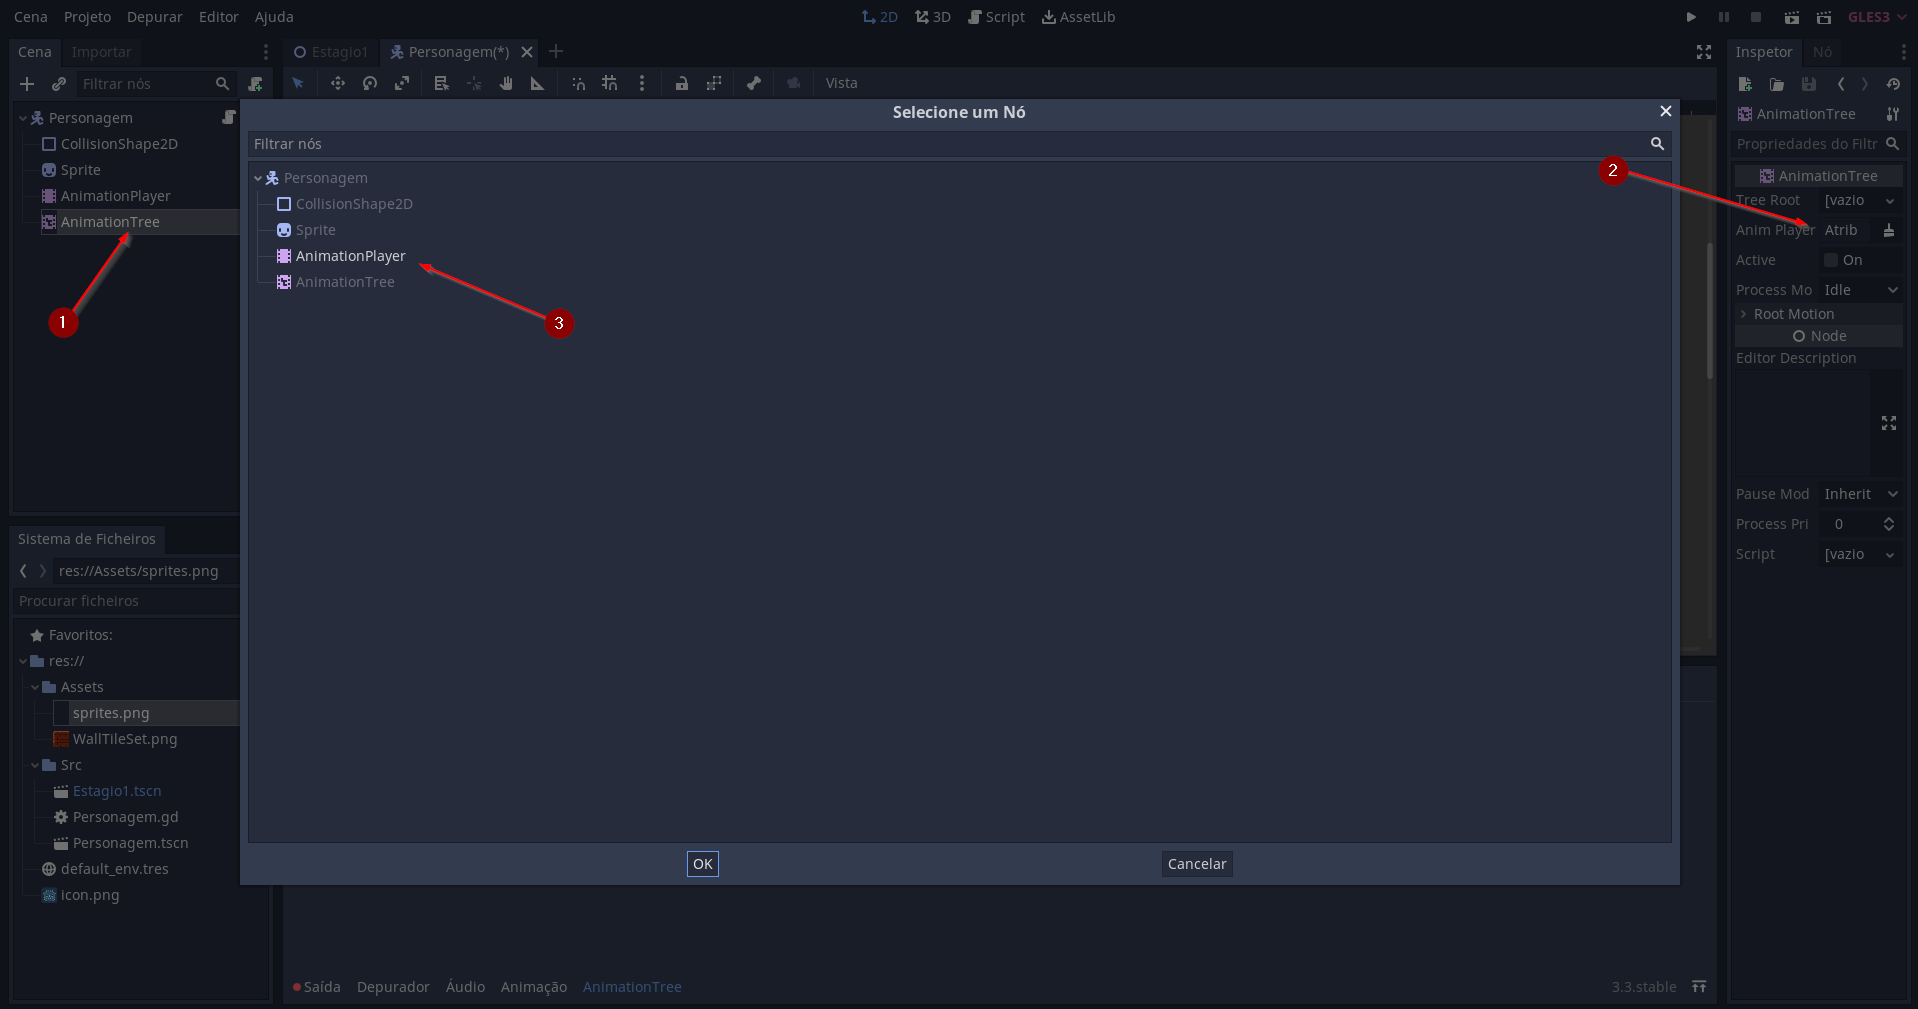 Cena Projeto Depurar Editor Ajuda
2D 3D Script AssetLib
GLES3
Cena Importar
Filtrar nós
Personagem
CollisionShape2D
Sprite
AnimationPlayer
AnimationTree
1
Sistema de Ficheiros
res://Assets/sprites.png
Procurar ficheiros
Favoritos:
res://
Assets
sprites.png
WallTileSet.png
Src
Estagio1.tscn
Personagem.gd
Personagem.tscn
default_env.tres
icon.png
Estagio1 Personagem(*)
Vista
Selecione um Nó
Filtrar nós
Personagem
CollisionShape2D
Sprite
AnimationPlayer
AnimationTree
3
OK Cancelar
Saída Depurador Áudio Animação AnimationTree
3.3.stable
Inspetor Nó
AnimationTree
Propriedades do Filtr
2
AnimationTree
Tree Root [vazio
Anim Player Atrib
Active On
Process Mo Idle
Root Motion
Node
Editor Description
Pause Mod Inherit
Process Pri 0
Script [vazio